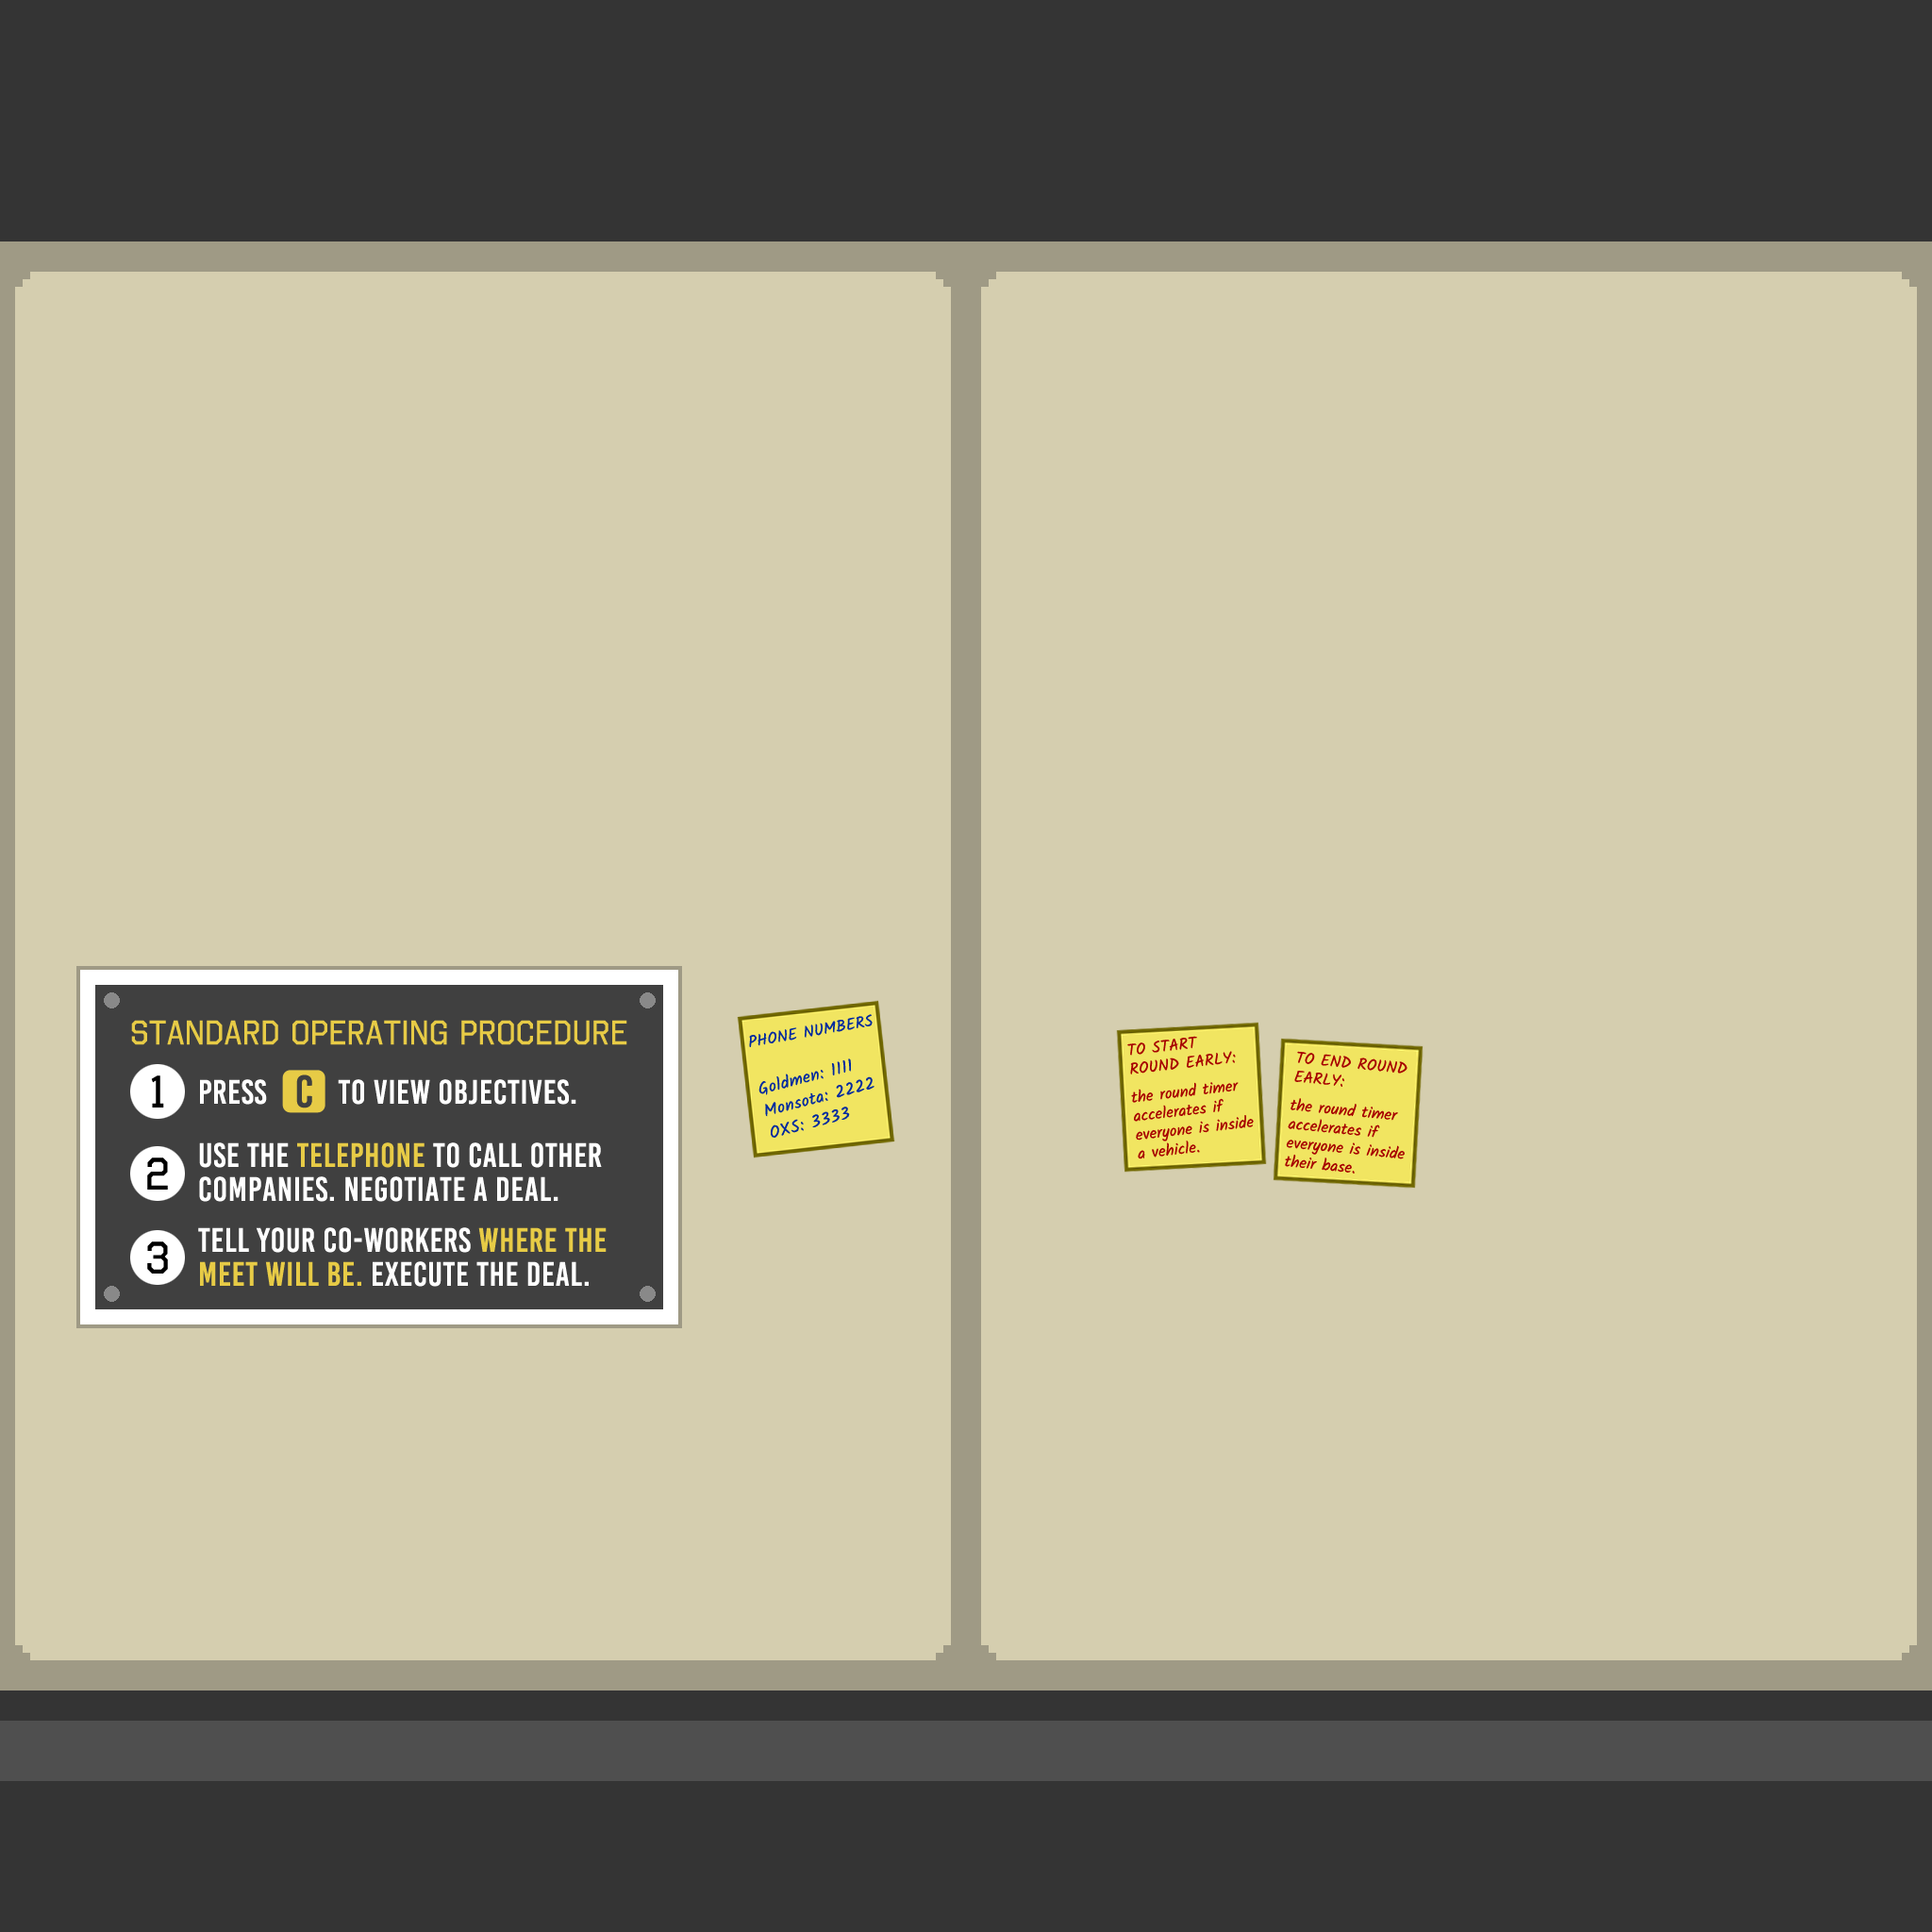 STANDARD OPERATING PROCEDURE
1 PRESS C TO VIEW OBJECTIVES.
2 USE THE TELEPHONE TO CALL OTHER
COMPANIES. NEGOTIATE A DEAL.
3 TELL YOUR CO-WORKERS WHERE THE
MEET WILL BE. EXECUTE THE DEAL.
PHONE NUMBERS
Goldmen: 1111
Monsota: 2222
OXS: 3333
TO START
ROUND EARLY:
the round timer
accelerates if
everyone is inside
a vehicle.
TO END ROUND
EARLY:
the round timer
accelerates if
everyone is inside
their base.